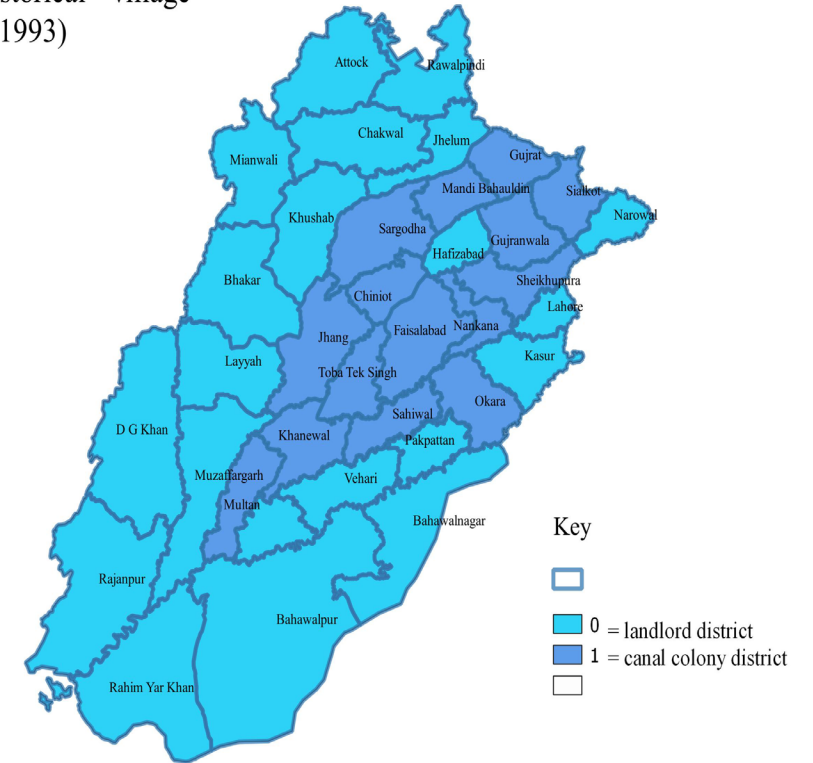 storical village
1993)
Attock
Rawalpindi
Chakwal
Jhelum
Mianwali
Gujrat
Mandi Bahauldin
Sialkot
Khushab
Narowal
Sargodha
Gujranwala
Hafizabad
Bhakar
Sheikhupura
Chiniot
Lahore
Jhang
Faisalabad
Nankana
Layyah
Kasur
Toba Tek Singh
Okara
Sahiwal
D G Khan
Khanewal
Pakpattan
Muzaffargarh
Vehari
Multan
Bahawalnagar
Rajanpur
Bahawalpur
Rahim Yar Khan
Key
0 = landlord district
1 = canal colony district